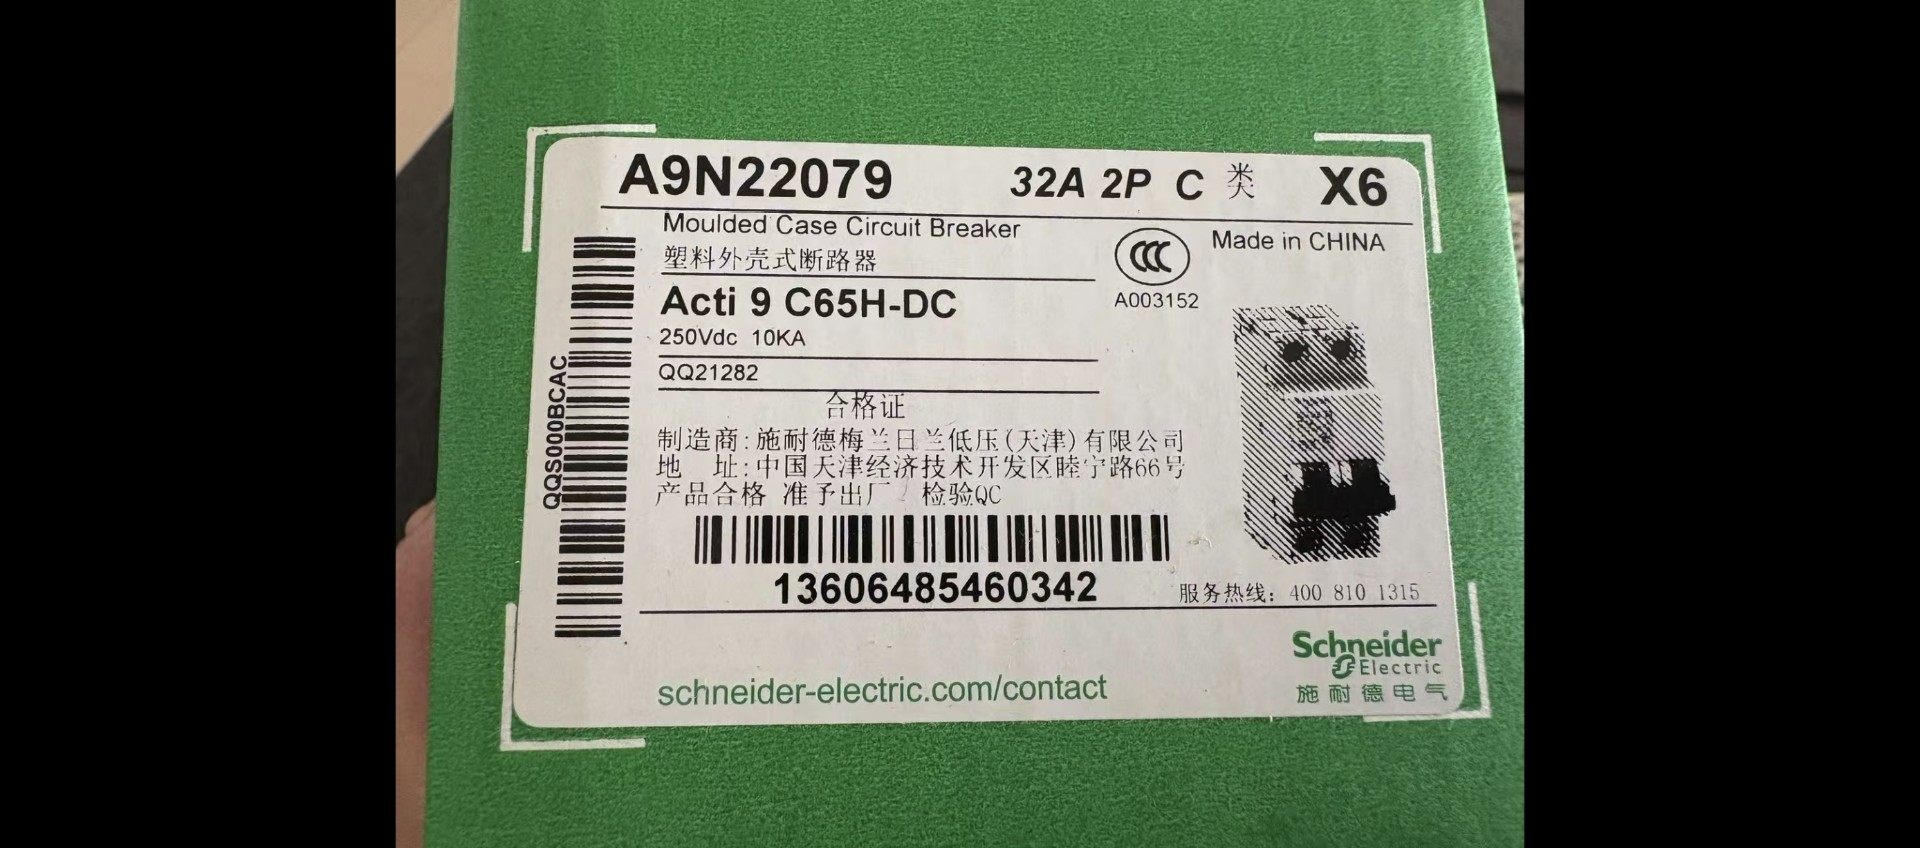 A9N22079 32A 2P C 类 X6
Moulded Case Circuit Breaker
塑料外壳式断路器
CCC
Made in CHINA
A003152
Acti 9 C65H-DC
250Vdc 10KA
QQ21282
QQS000BCAC
合格证
制造商:施耐德梅兰日兰低压(天津)有限公司
地 址:中国天津经济技术开发区睦宁路66号
产品合格 准予出厂 检验QC
13606485460342
服务热线: 400 810 1315
Schneider
Electric
施耐德电气
schneider-electric.com/contact